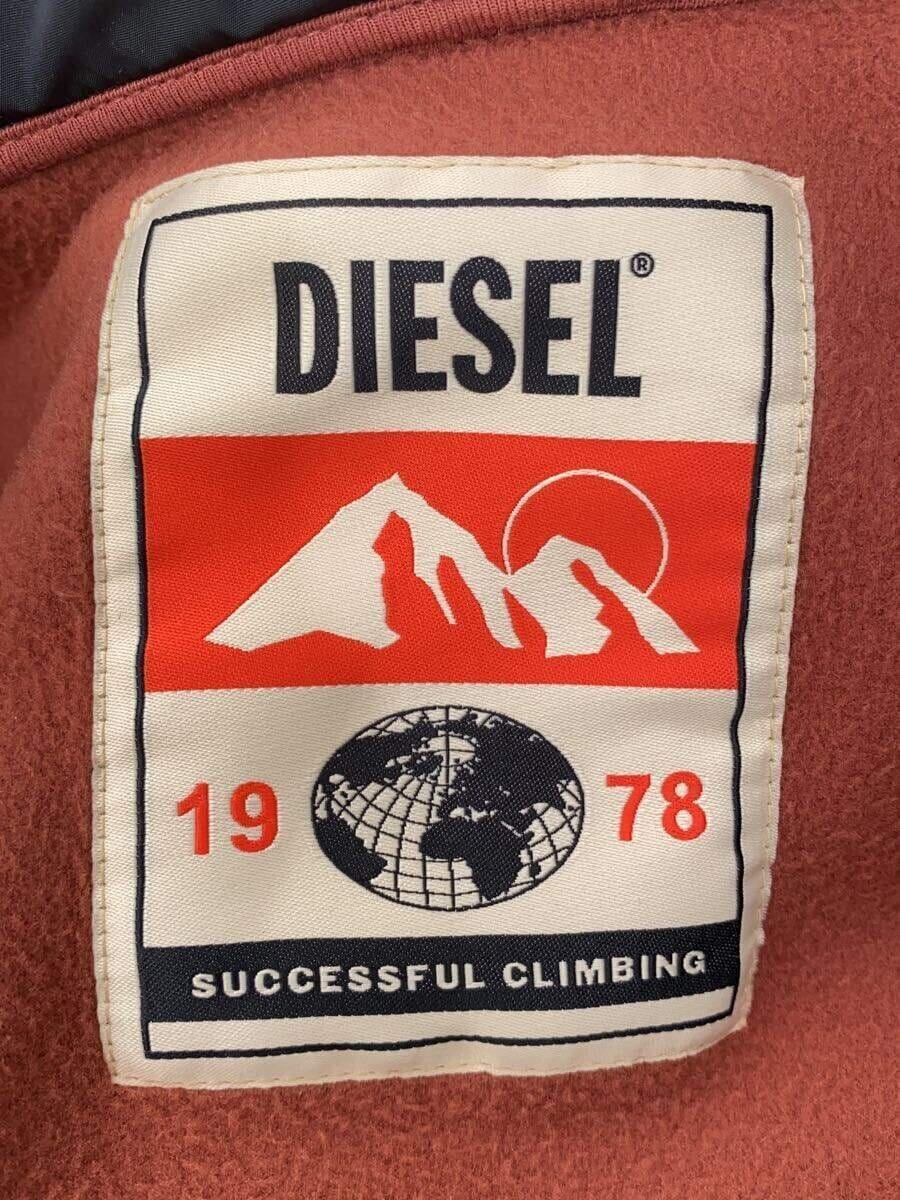 DIESEL®
19 78
SUCCESSFUL CLIMBING